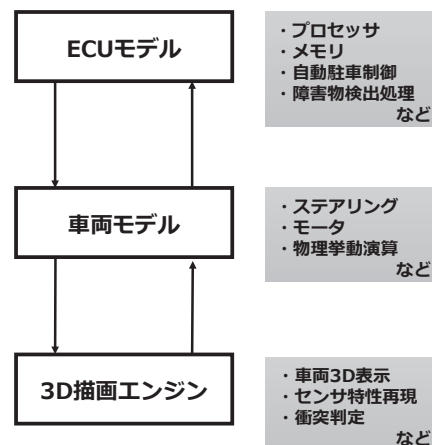 ECUモデル
・プロセッサ
・メモリ
・自動駐車制御
・障害物検出処理
など
車両モデル
・ステアリング
・モータ
・物理挙動演算
など
3D描画エンジン
・車両3D表示
・センサ特性再現
・衝突判定
など